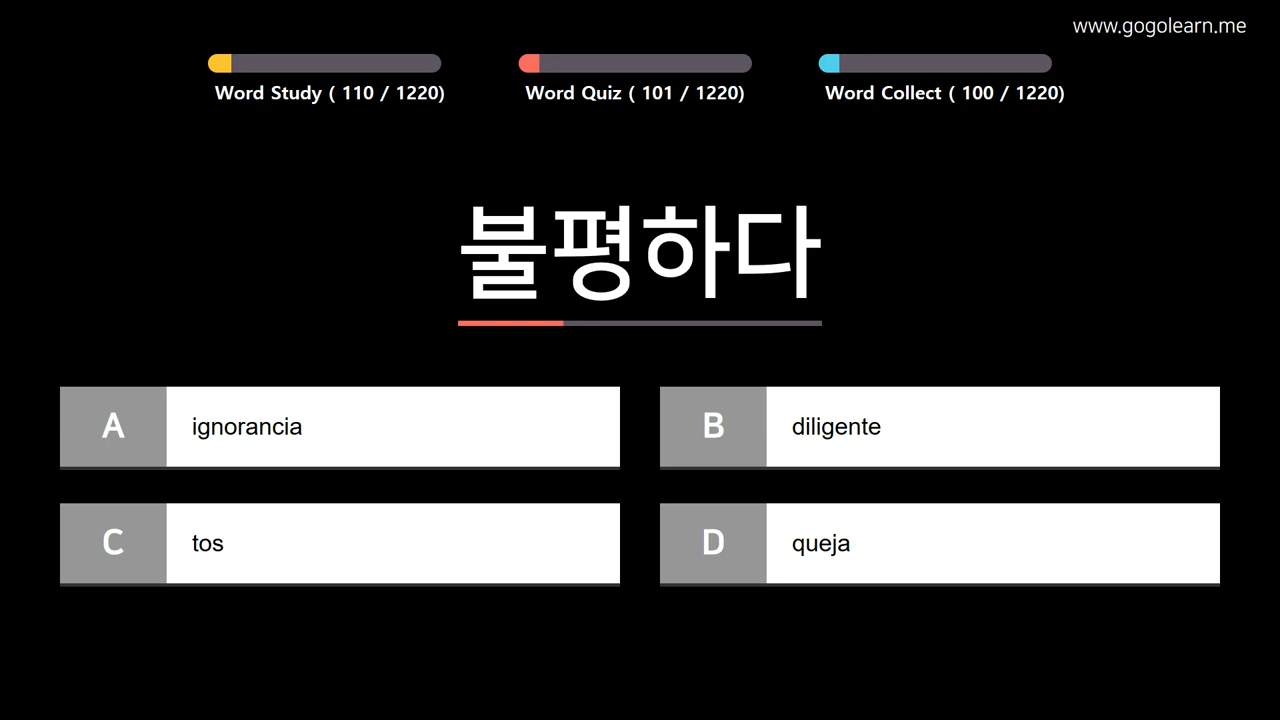 www.gogolearn.me
Word Study ( 110 / 1220)
Word Quiz ( 101 / 1220)
Word Collect ( 100 / 1220)
불평하다
A ignorancia
B diligente
C tos
D queja